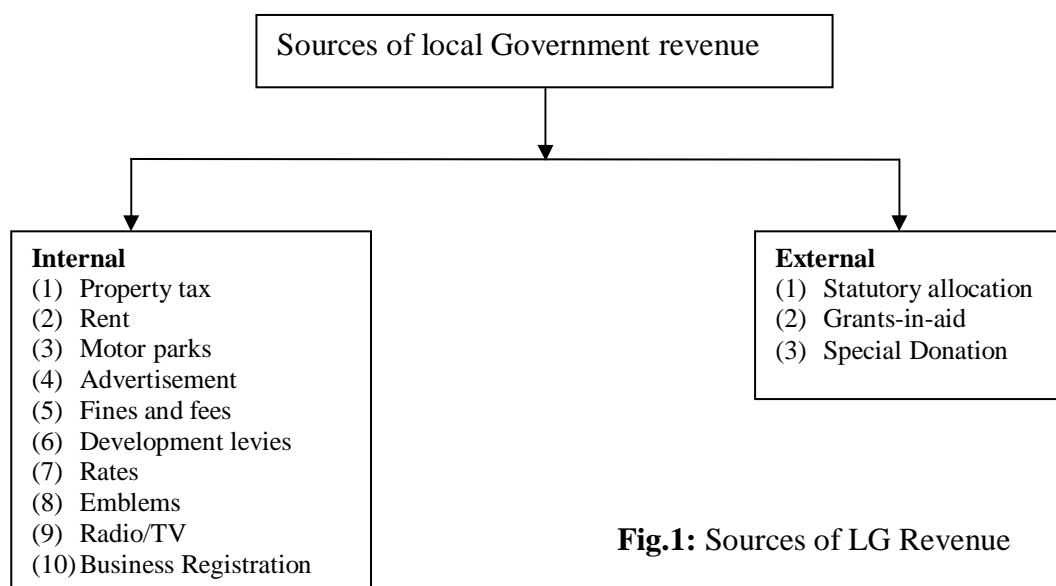 Sources of local Government revenue
Internal
(1) Property tax
(2) Rent
(3) Motor parks
(4) Advertisement
(5) Fines and fees
(6) Development levies
(7) Rates
(8) Emblems
(9) Radio/TV
(10) Business Registration
External
(1) Statutory allocation
(2) Grants-in-aid
(3) Special Donation
Fig.1: Sources of LG Revenue